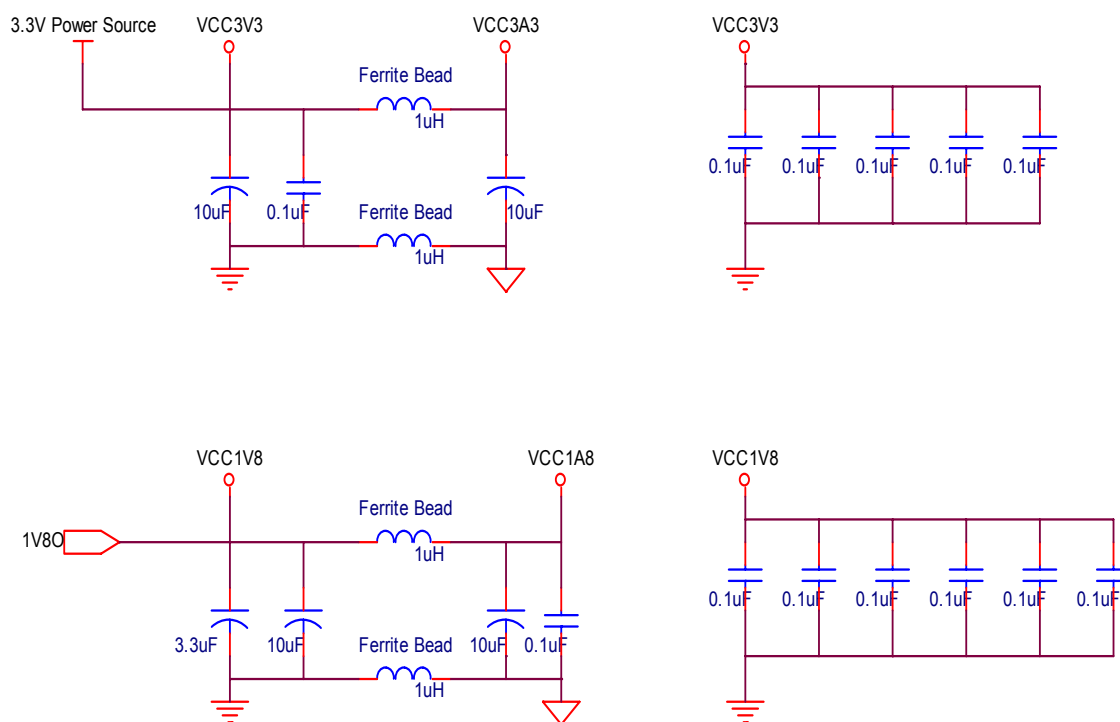 3.3V Power Source
VCC3V3
VCC3A3
VCC3V3
Ferrite Bead
1uH
0.1uF
0.1uF
0.1uF
0.1uF
0.1uF
10uF
0.1uF
10uF
Ferrite Bead
1uH
VCC1V8
VCC1A8
VCC1V8
Ferrite Bead
1V8O
1uH
0.1uF
0.1uF
0.1uF
0.1uF
0.1uF
0.1uF
3.3uF
10uF
10uF
0.1uF
Ferrite Bead
1uH